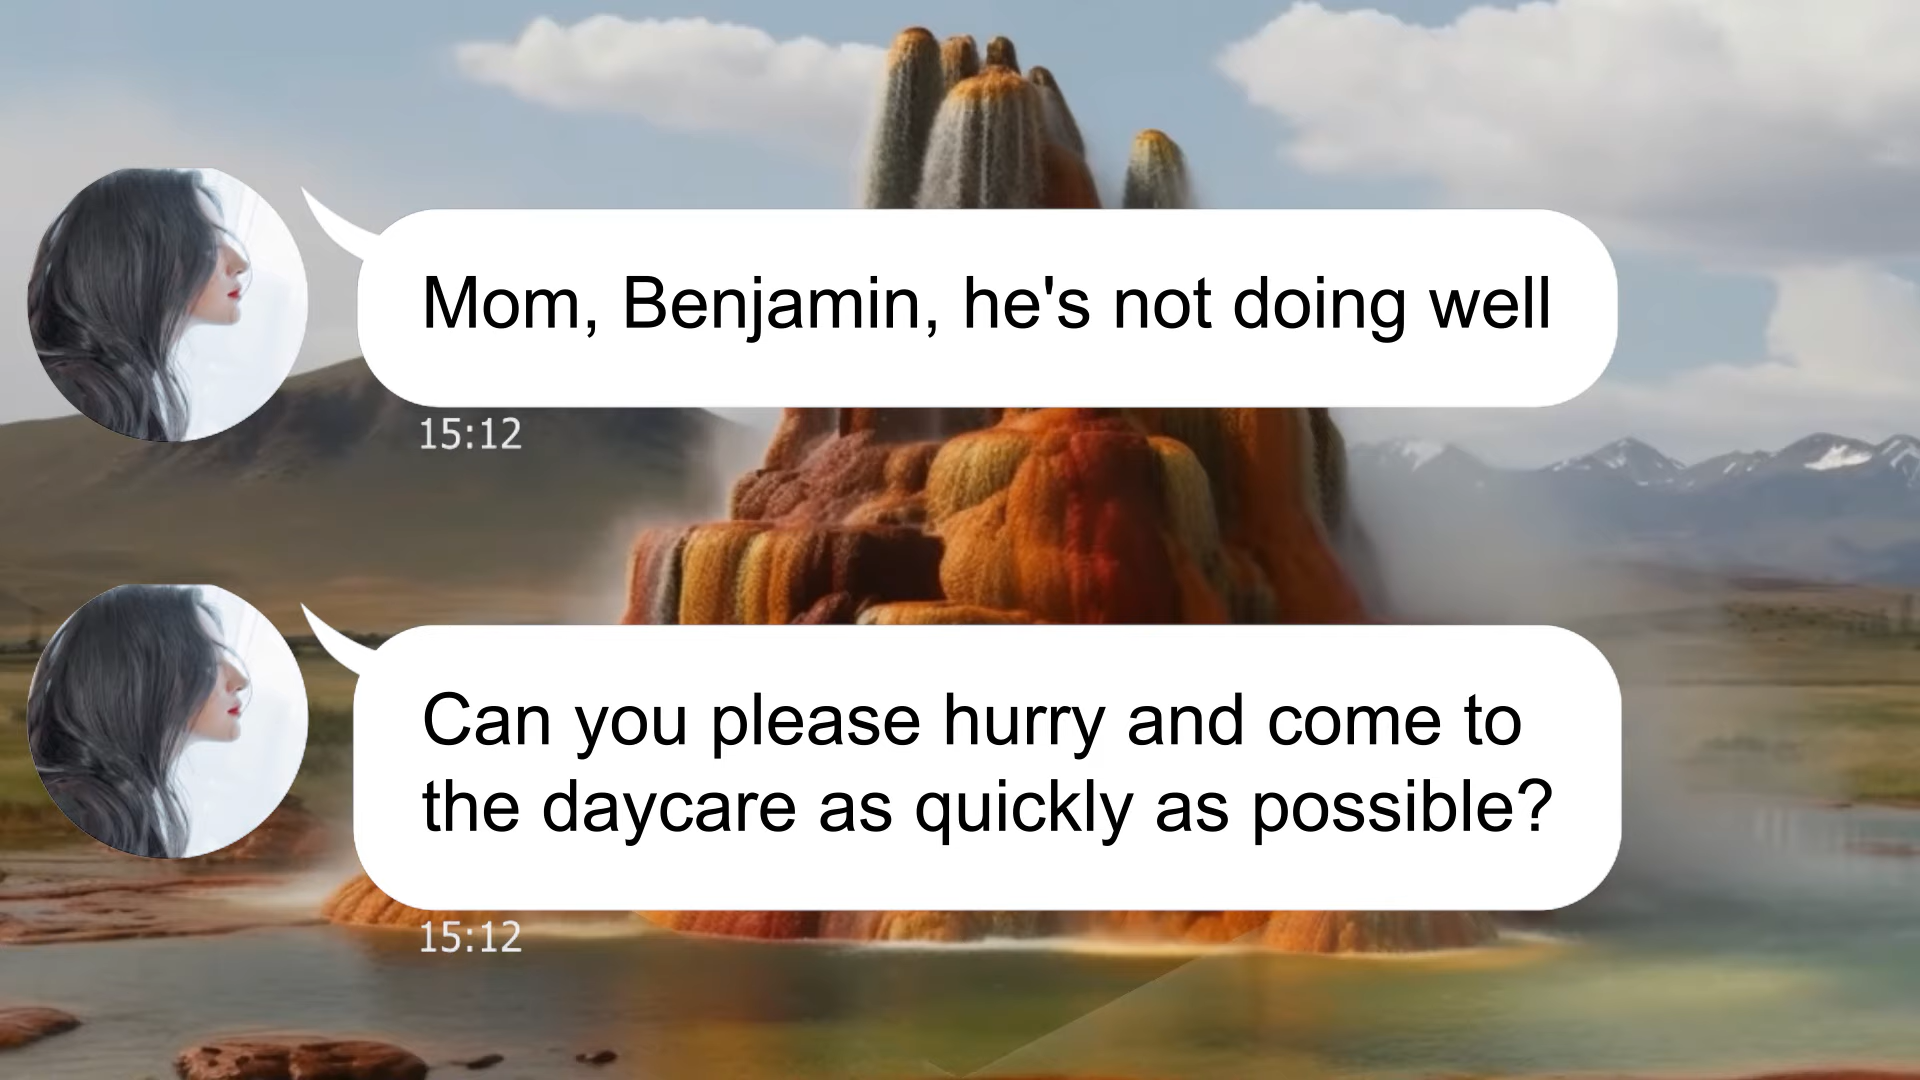 Mom, Benjamin, he's not doing well
15:12
Can you please hurry and come to
the daycare as quickly as possible?
15:12